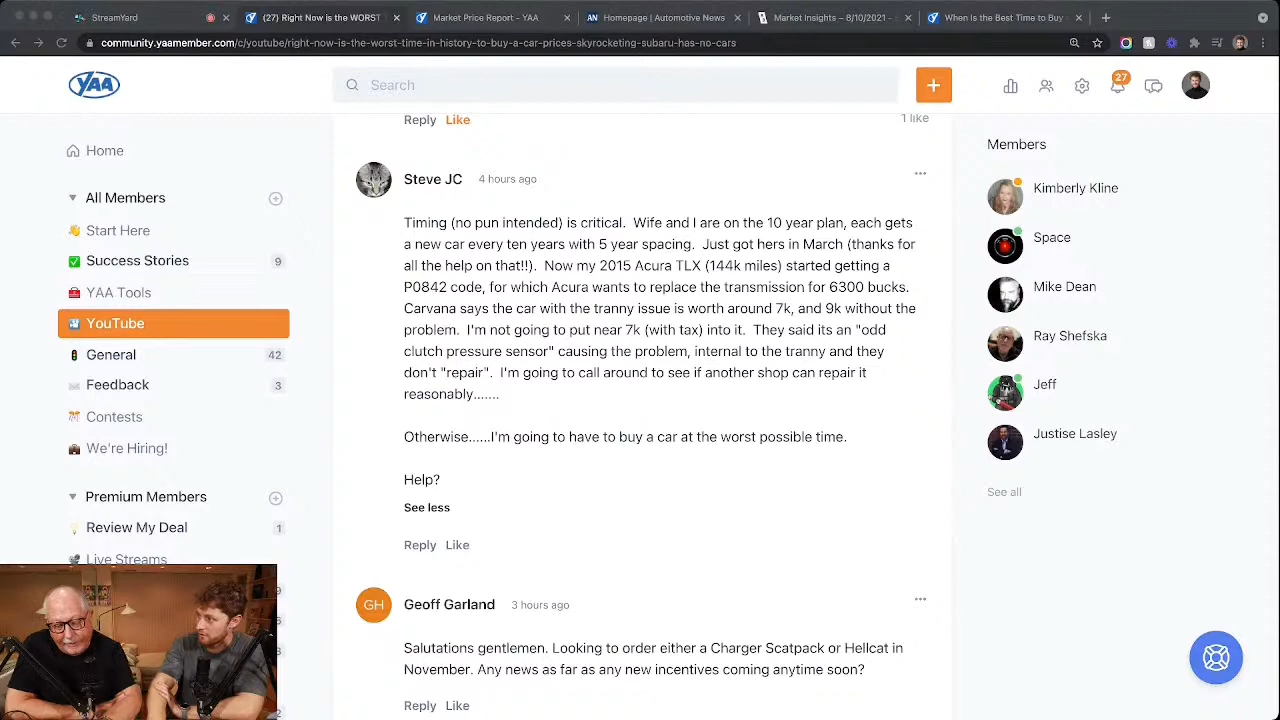 StreamYard
(27) Right Now is the WORST
Market Price Report - YAA
Homepage | Automotive News
Market Insights – 8/10/2021 -
When Is the Best Time to Buy
community.yaamember.com/c/youtube/right-now-is-the-worst-time-in-history-to-buy-a-car-prices-skyrocketing-subaru-has-no-cars
YAA
Search
27
Home
All Members
Start Here
Success Stories 9
YAA Tools
YouTube
General 42
Feedback 3
Contests
We're Hiring!
Premium Members
Review My Deal 1
Live Streams
Reply Like 1 like
Steve JC 4 hours ago
Timing (no pun intended) is critical. Wife and I are on the 10 year plan, each gets
a new car every ten years with 5 year spacing. Just got hers in March (thanks for
all the help on that!!). Now my 2015 Acura TLX (144k miles) started getting a
P0842 code, for which Acura wants to replace the transmission for 6300 bucks.
Carvana says the car with the tranny issue is worth around 7k, and 9k without the
problem. I'm not going to put near 7k (with tax) into it. They said its an "odd
clutch pressure sensor" causing the problem, internal to the tranny and they
don't "repair". I'm going to call around to see if another shop can repair it
reasonably.......
Otherwise......I'm going to have to buy a car at the worst possible time.
Help?
See less
Reply Like
GH
Geoff Garland 3 hours ago
Salutations gentlemen. Looking to order either a Charger Scatpack or Hellcat in
November. Any news as far as any new incentives coming anytime soon?
Reply Like
Members
Kimberly Kline
Space
Mike Dean
Ray Shefska
Jeff
Justise Lasley
See all